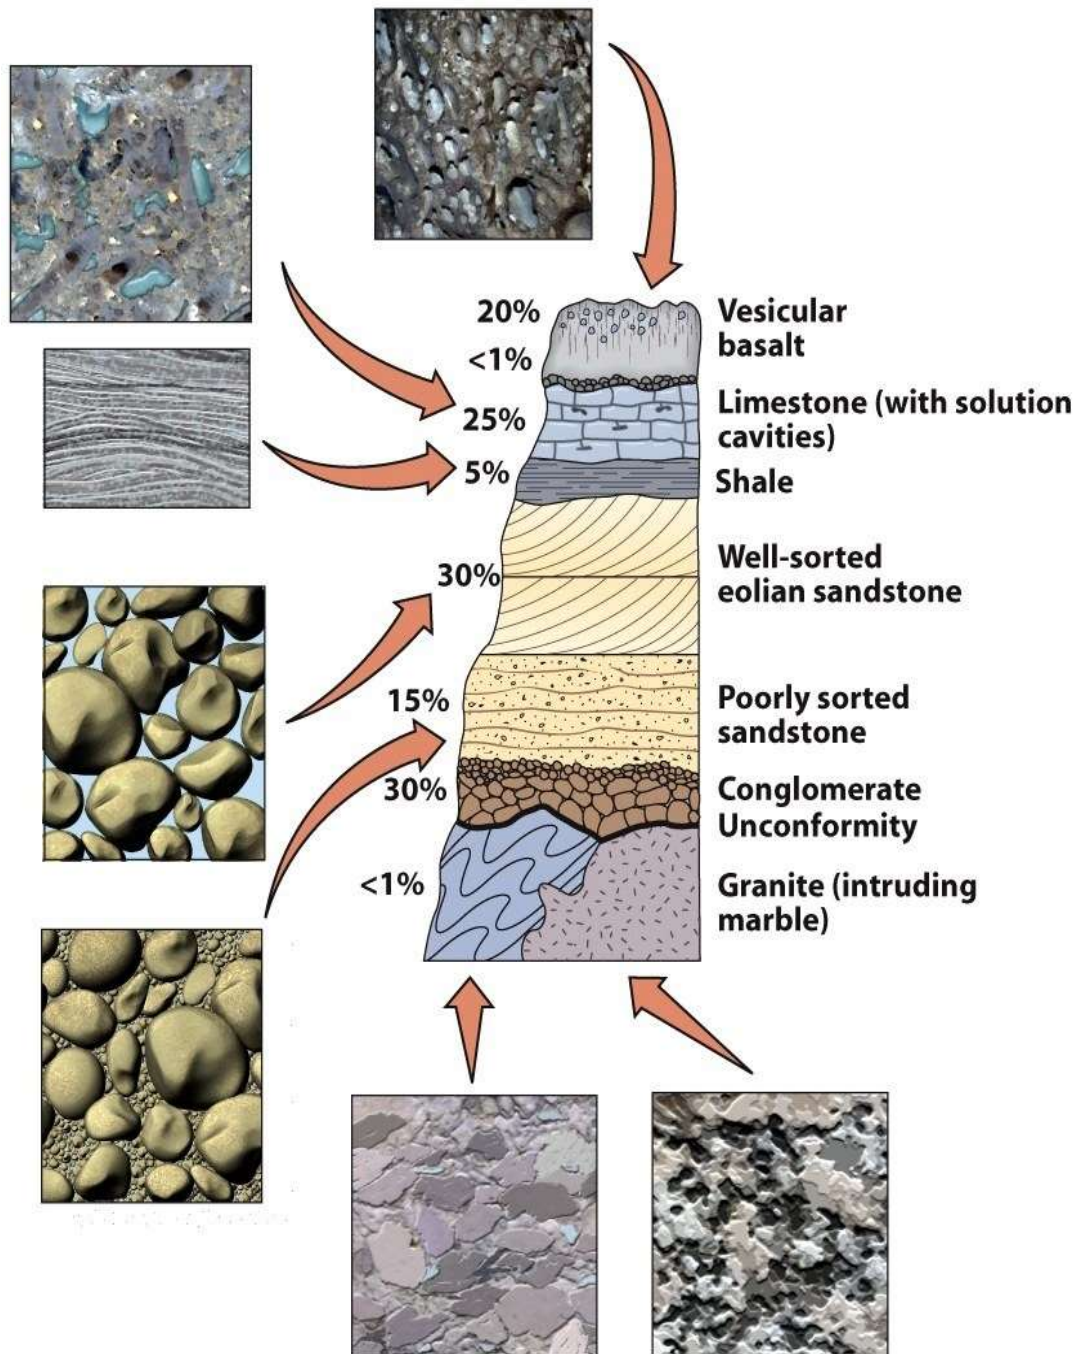 20%
Vesicular
basalt
<1%
25%
Limestone (with solution
cavities)
5%
Shale
30%
Well-sorted
eolian sandstone
15%
Poorly sorted
sandstone
30%
Conglomerate
Unconformity
<1%
Granite (intruding
marble)